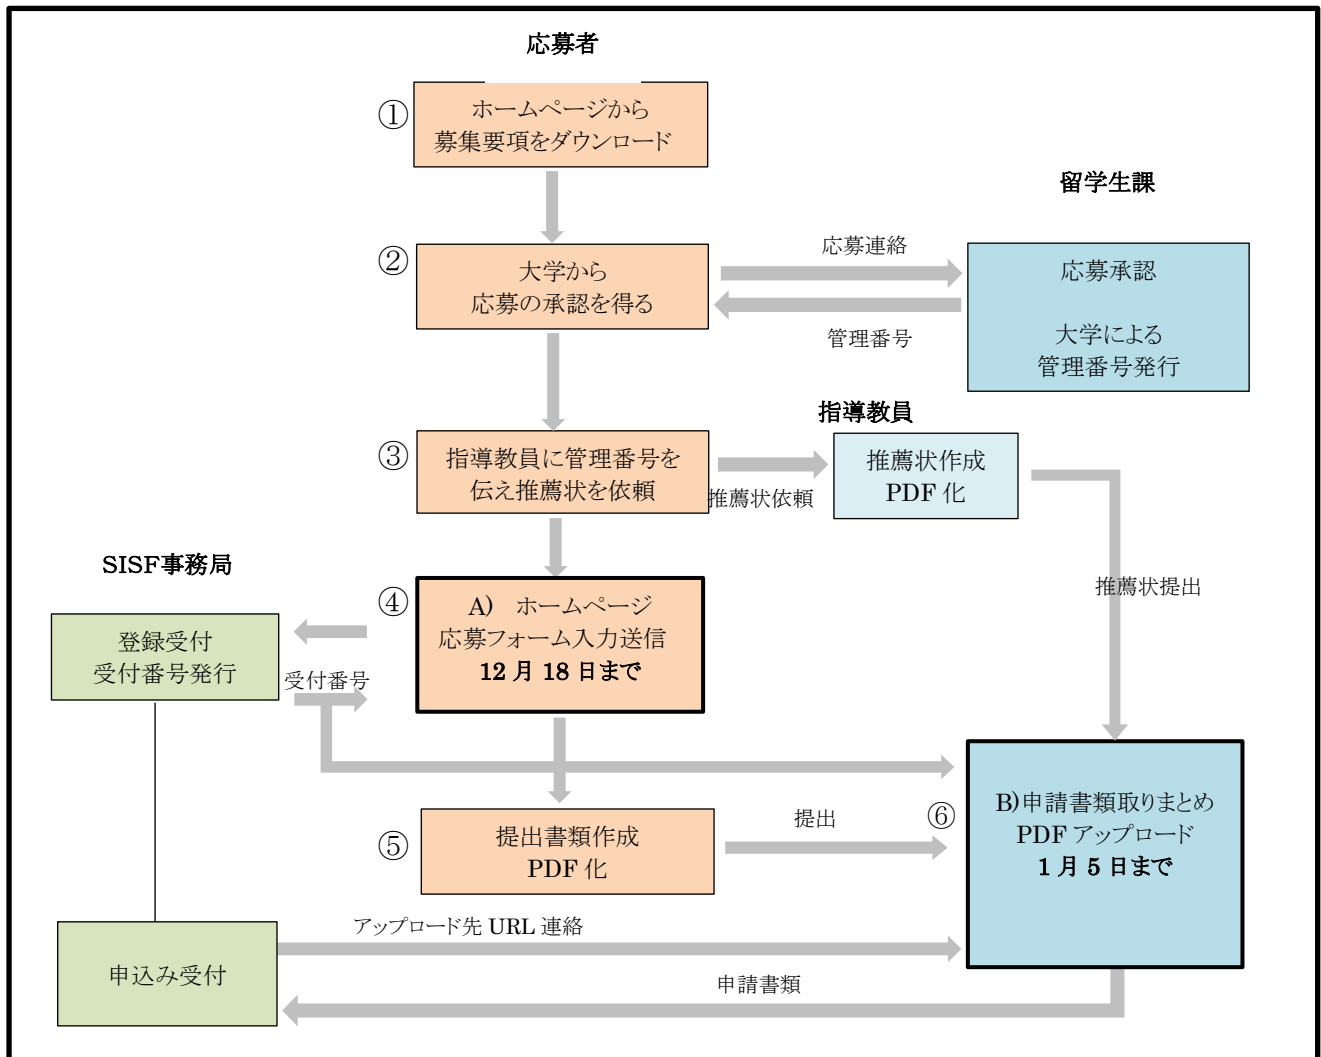 応募者
①
ホームページから
募集要項をダウンロード
留学生課
②
大学から
応募の承認を得る
応募連絡
管理番号
応募承認
大学による
管理番号発行
指導教員
③
指導教員に管理番号を
伝え推薦状を依頼
推薦状依頼
推薦状作成
PDF 化
推薦状提出
SISF事務局
④
A)　ホームページ
応募フォーム入力送信
12 月 18 日まで
登録受付
受付番号発行
受付番号
⑤
提出書類作成
PDF 化
提出
⑥
B)申請書類取りまとめ
PDF アップロード
1 月 5 日まで
アップロード先 URL 連絡
申込み受付
申請書類